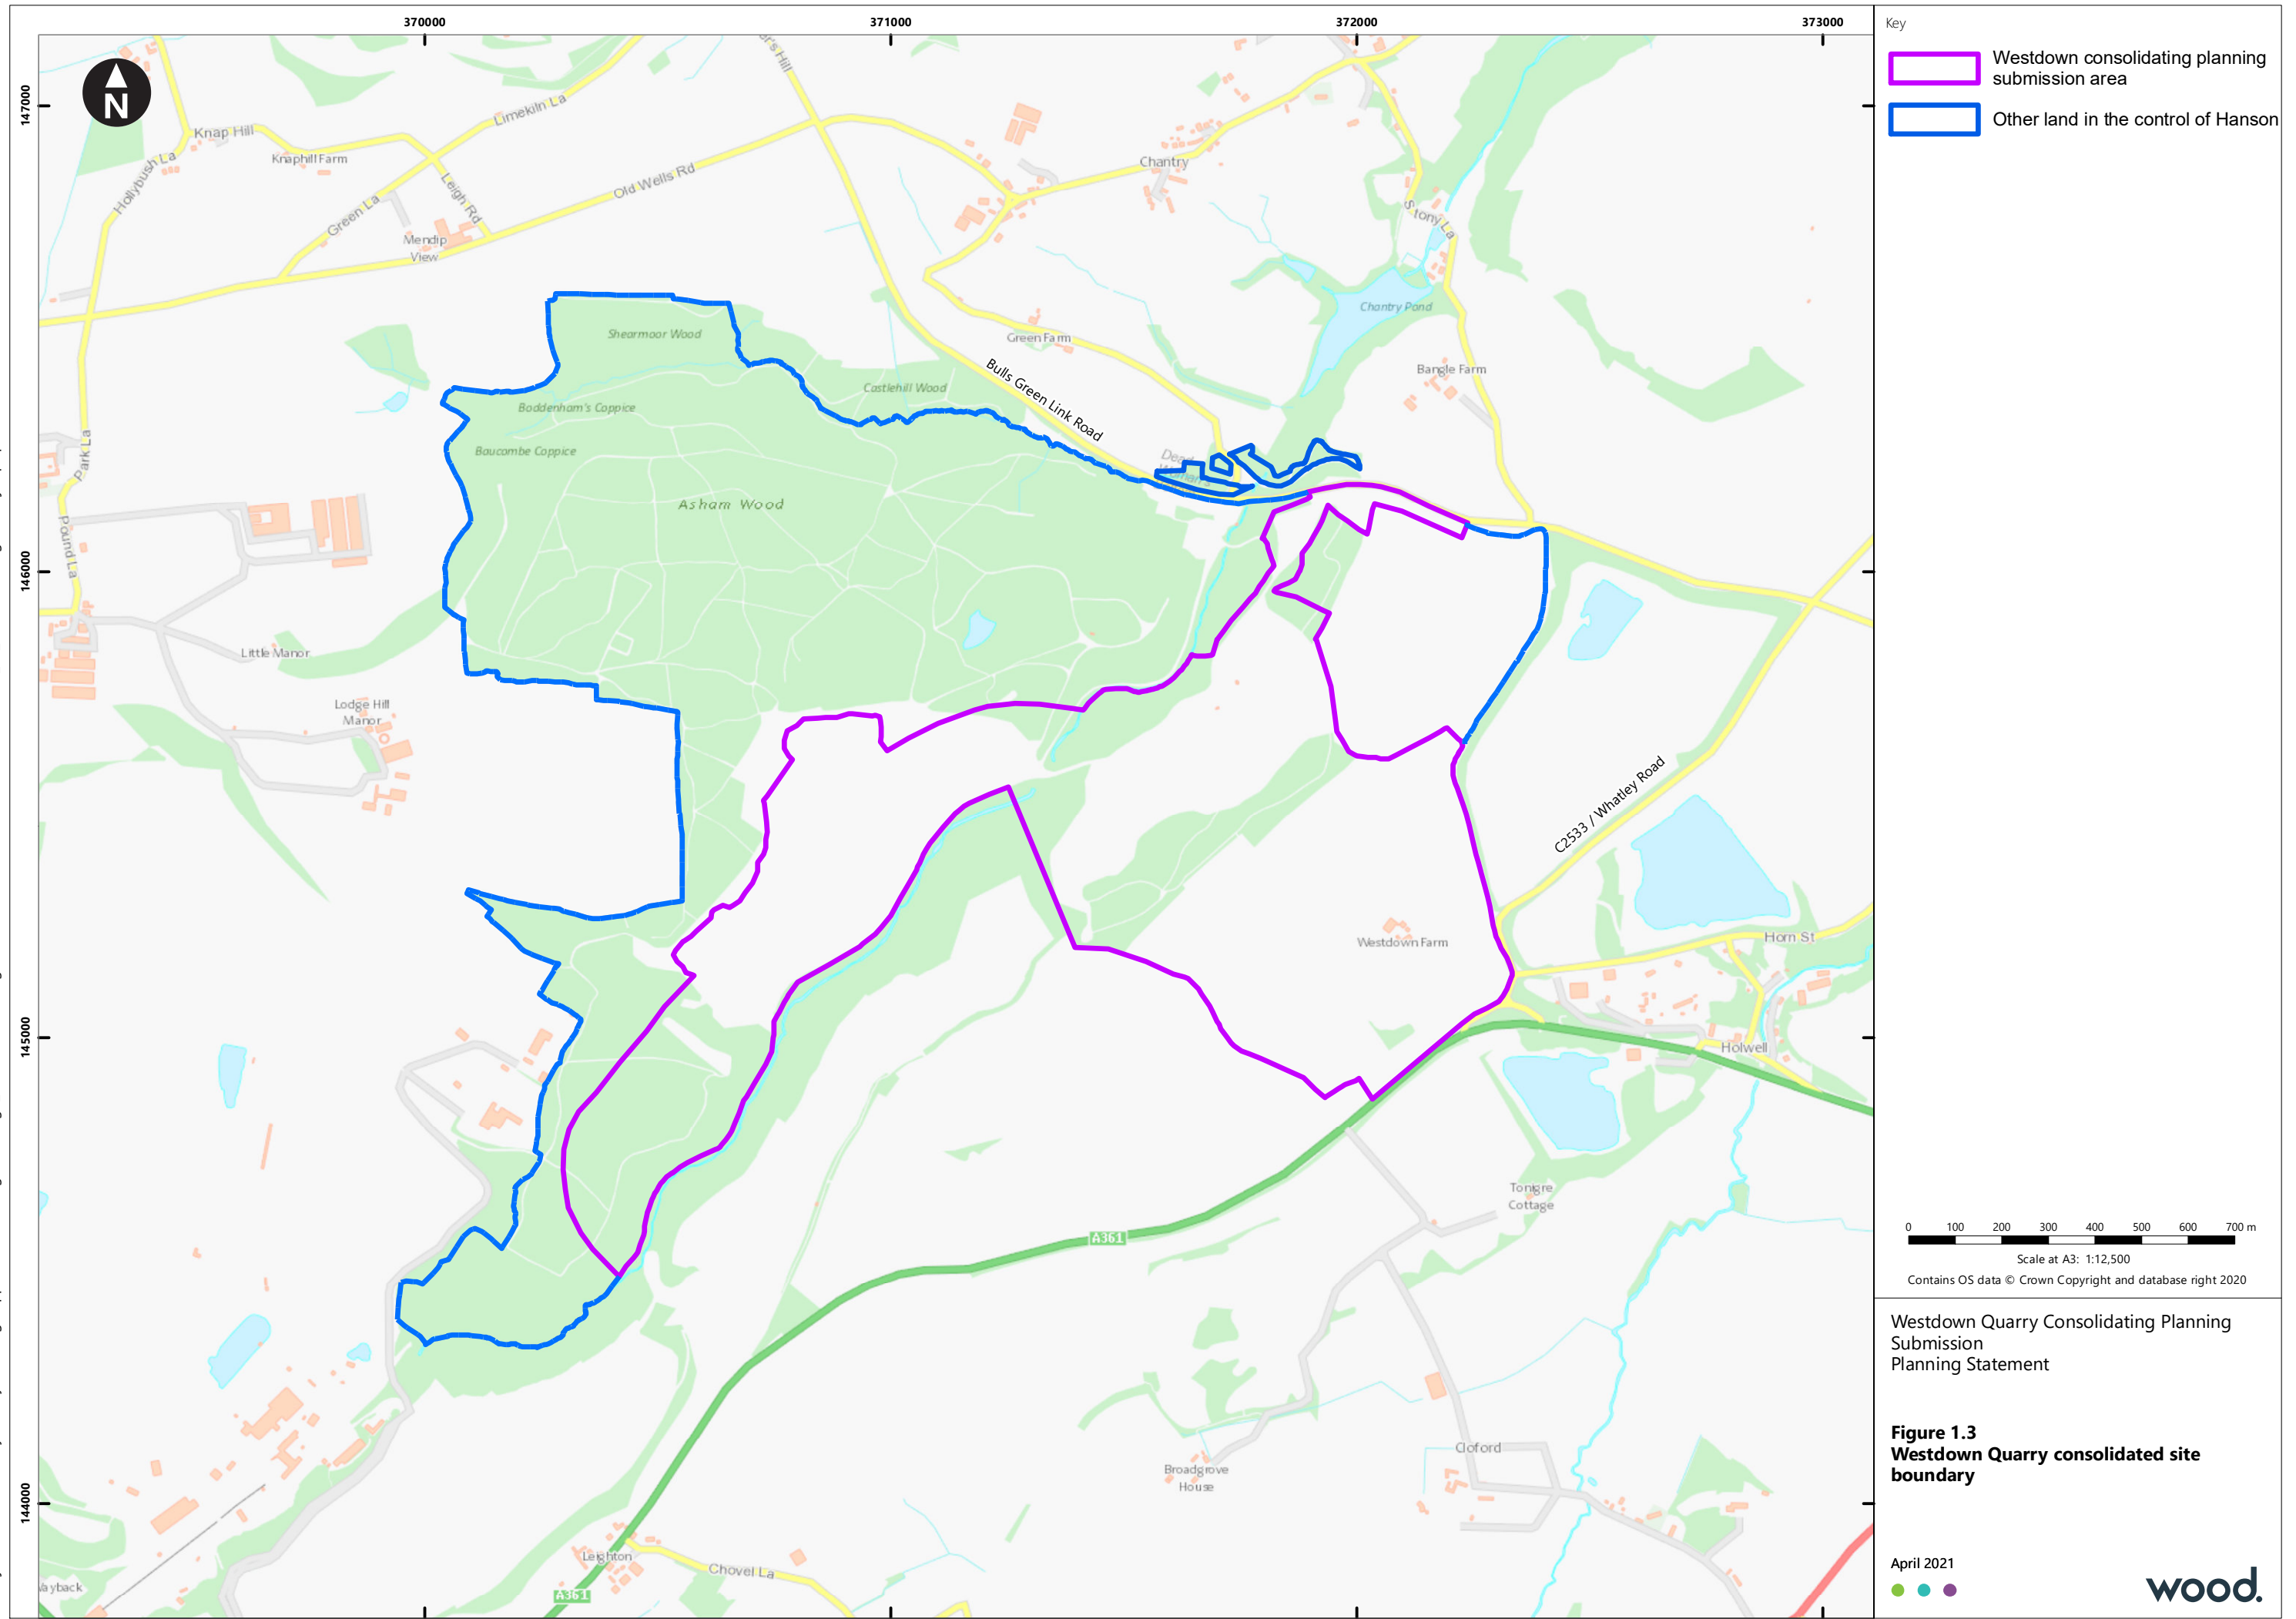 370000
371000
372000
373000
147000
146000
145000
144000
N
Knap Hill
Hollybush La
Knaphill Farm
Limekiln La
Green La
Leigh Rd
Mendip
View
Old Wells Rd
Chantry
Stony La
Chantry Pond
Green Farm
Bangle Farm
Bulls Green Link Road
Shearmoor Wood
Castlehill Wood
Boddenham's Coppice
Baucombe Coppice
Asham Wood
Park La
Pound La
Little Manor
Lodge Hill
Manor
C2533 / Whatley Road
Westdown Farm
Horn St
Holwell
Tonigre
Cottage
A361
Cloford
Broadgrove
House
Leighton
Chovel La
A361
Key
Westdown consolidating planning
submission area
Other land in the control of Hanson
0 100 200 300 400 500 600 700 m
Scale at A3: 1:12,500
Contains OS data © Crown Copyright and database right 2020
Westdown Quarry Consolidating Planning
Submission
Planning Statement
Figure 1.3
Westdown Quarry consolidated site
boundary
April 2021
wood.